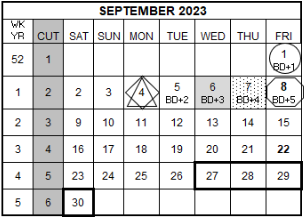 SEPTEMBER 2023
WK YR CUT SAT SUN MON TUE WED THU FRI
52 1 1 BD+1
1 2 2 3 4 5 BD+2 6 BD+3 7 BD+4 8 BD+5
2 3 9 10 11 12 13 14 15
3 4 16 17 18 19 20 21 22
4 5 23 24 25 26 27 28 29
5 6 30